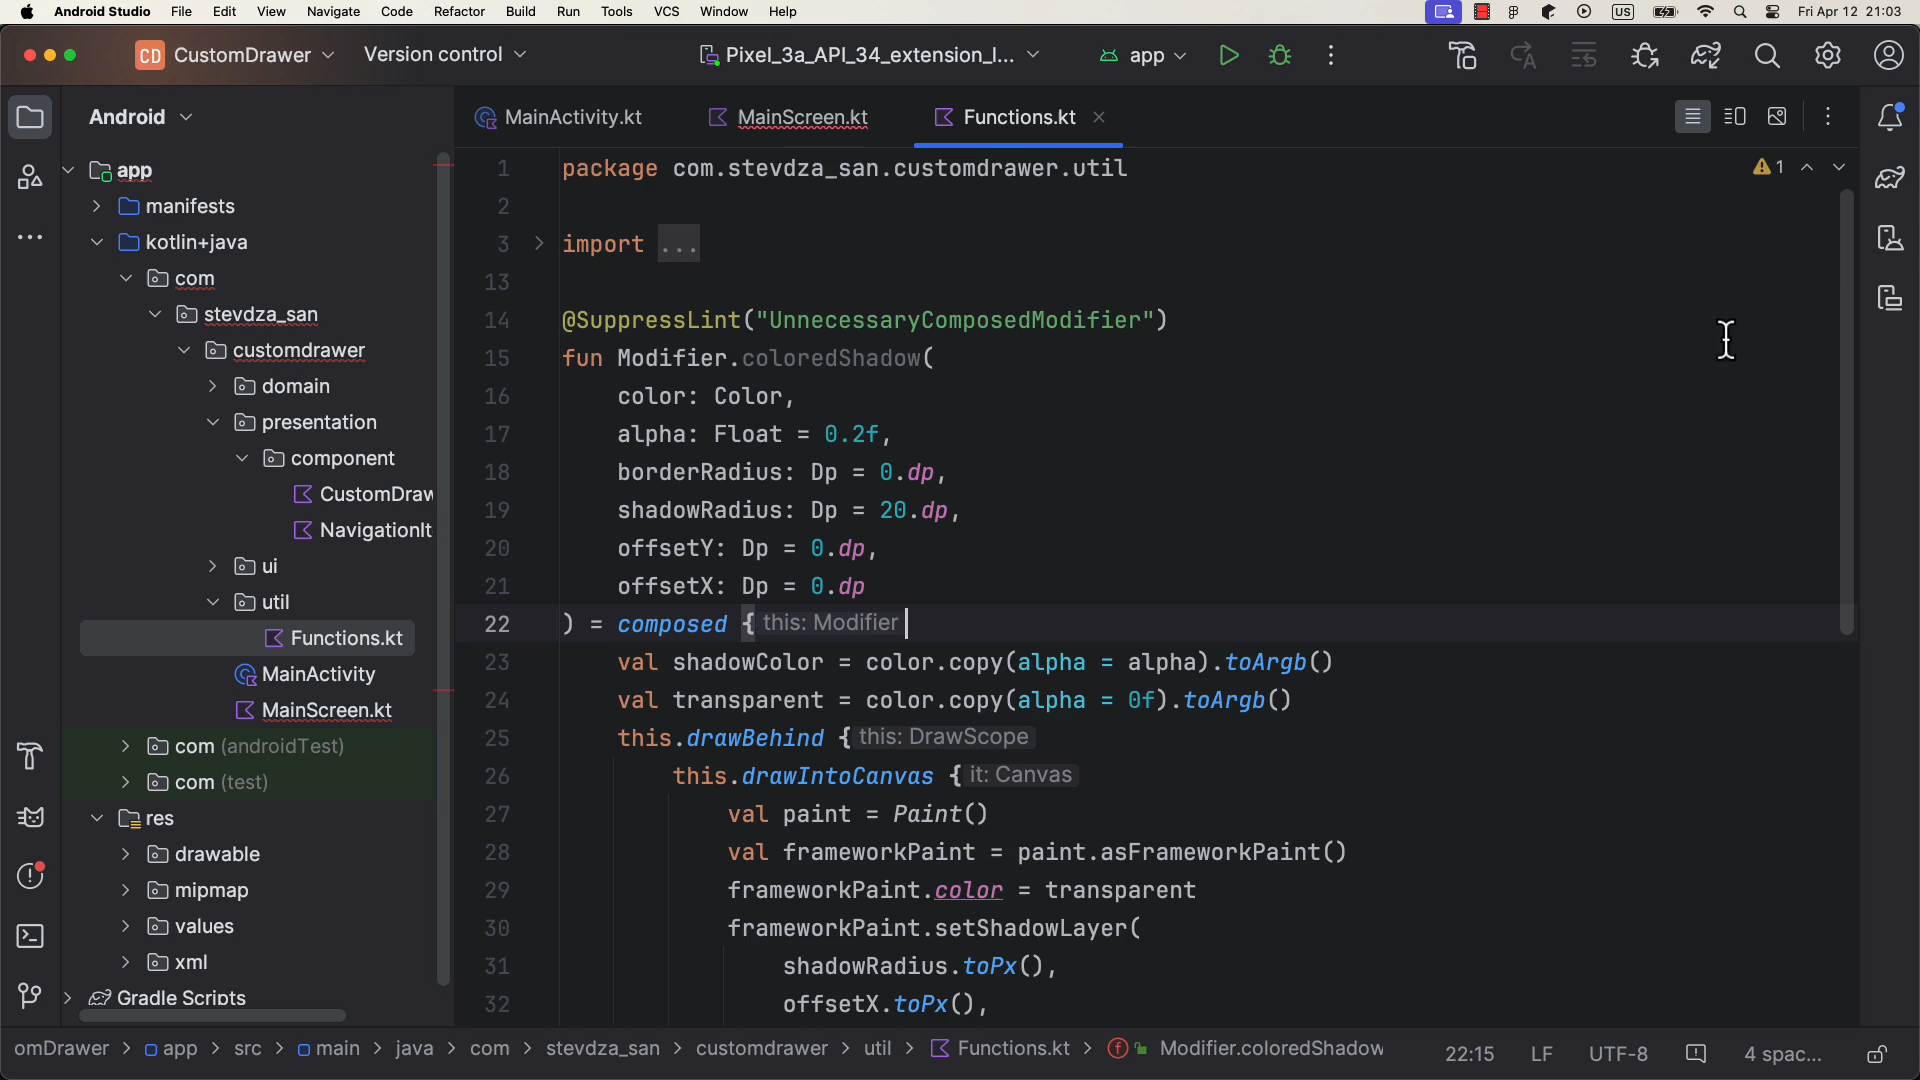 Android Studio File Edit View Navigate Code Refactor Build Run Tools VCS Window Help US Fri Apr 12 21:03
CD CustomDrawer Version control Pixel_3a_API_34_extension_l... app
Android
MainActivity.kt MainScreen.kt Functions.kt
app
manifests
kotlin+java
com
stevdza_san
customdrawer
domain
presentation
component
CustomDraw
NavigationIt
ui
util
Functions.kt
MainActivity
MainScreen.kt
com (androidTest)
com (test)
res
drawable
mipmap
values
xml
Gradle Scripts
1 package com.stevdza_san.customdrawer.util 1
2
3 import ...
13
14 @SuppressLint("UnnecessaryComposedModifier")
15 fun Modifier.coloredShadow(
16 color: Color,
17 alpha: Float = 0.2f,
18 borderRadius: Dp = 0.dp,
19 shadowRadius: Dp = 20.dp,
20 offsetY: Dp = 0.dp,
21 offsetX: Dp = 0.dp
22 ) = composed { this: Modifier
23 val shadowColor = color.copy(alpha = alpha).toArgb()
24 val transparent = color.copy(alpha = 0f).toArgb()
25 this.drawBehind { this: DrawScope
26 this.drawIntoCanvas { it: Canvas
27 val paint = Paint()
28 val frameworkPaint = paint.asFrameworkPaint()
29 frameworkPaint.color = transparent
30 frameworkPaint.setShadowLayer(
31 shadowRadius.toPx(),
32 offsetX.toPx(),
omDrawer > app > src > main > java > com > stevdza_san > customdrawer > util > Functions.kt > Modifier.coloredShadow 22:15 LF UTF-8 4 spac...